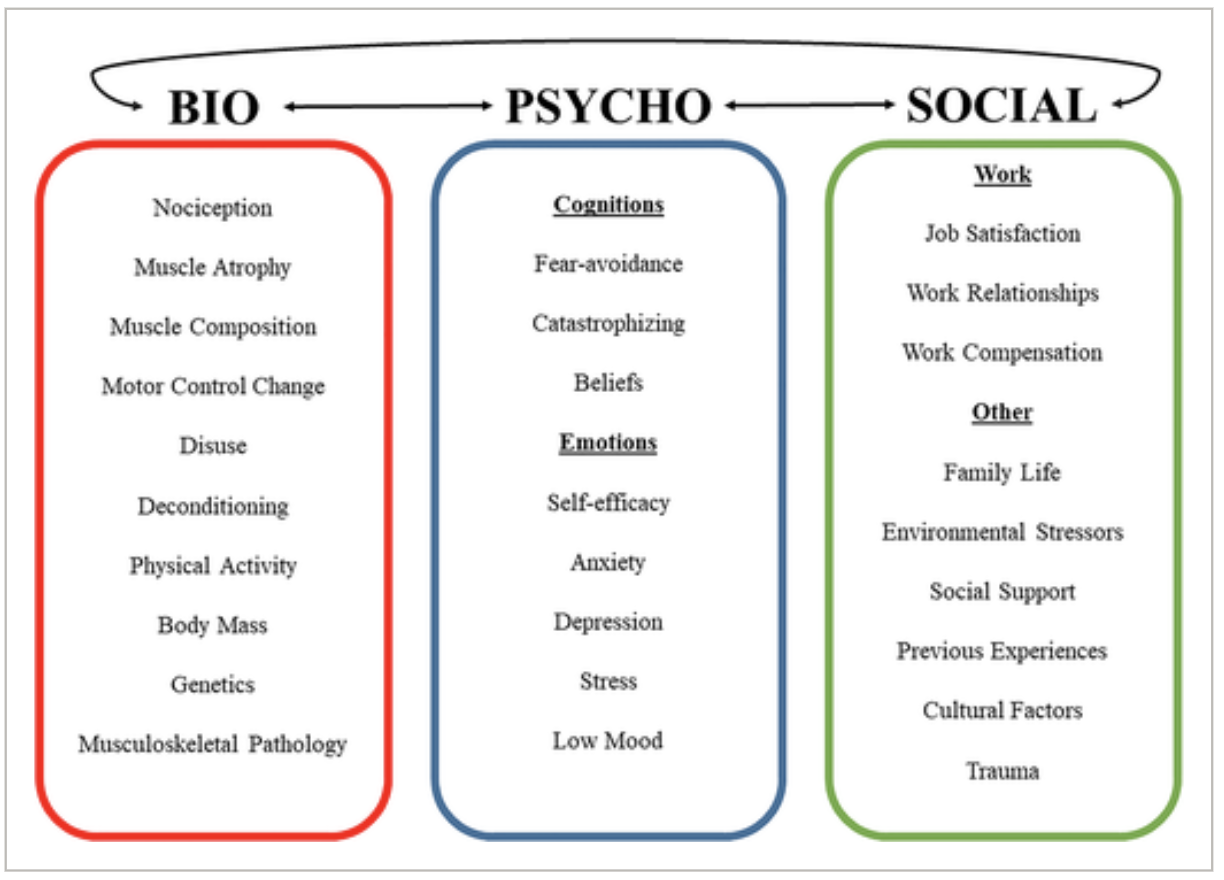 BIO
PSYCHO
SOCIAL
Nociception
Muscle Atrophy
Muscle Composition
Motor Control Change
Disuse
Deconditioning
Physical Activity
Body Mass
Genetics
Musculoskeletal Pathology
Cognitions
Fear-avoidance
Catastrophizing
Beliefs
Emotions
Self-efficacy
Anxiety
Depression
Stress
Low Mood
Work
Job Satisfaction
Work Relationships
Work Compensation
Other
Family Life
Environmental Stressors
Social Support
Previous Experiences
Cultural Factors
Trauma